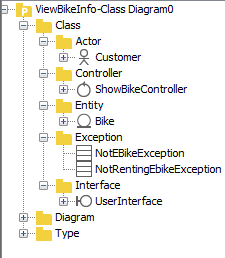 ViewBikeInfo-Class Diagram0
Class
Actor
Customer
Controller
ShowBikeController
Entity
Bike
Exception
NotEBikeException
NotRentingEbikeException
Interface
UserInterface
Diagram
Type